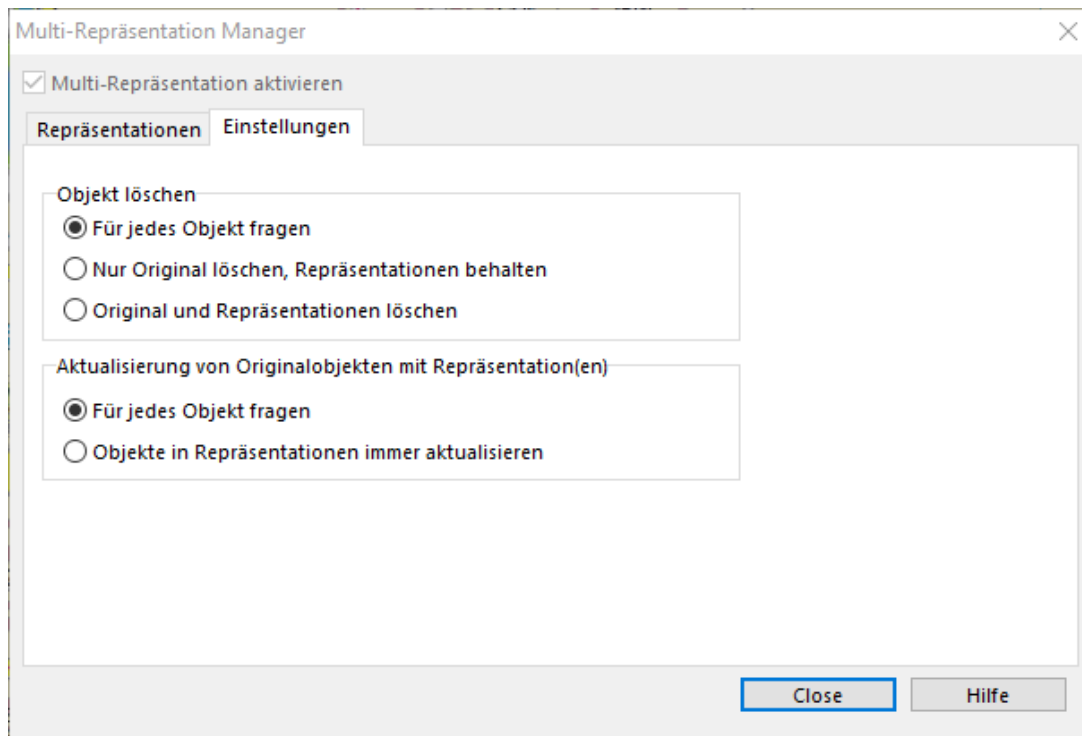 Multi-Repräsentation Manager
Multi-Repräsentation aktivieren
Repräsentationen Einstellungen
Objekt löschen
Für jedes Objekt fragen
Nur Original löschen, Repräsentationen behalten
Original und Repräsentationen löschen
Aktualisierung von Originalobjekten mit Repräsentation(en)
Für jedes Objekt fragen
Objekte in Repräsentationen immer aktualisieren
Close Hilfe